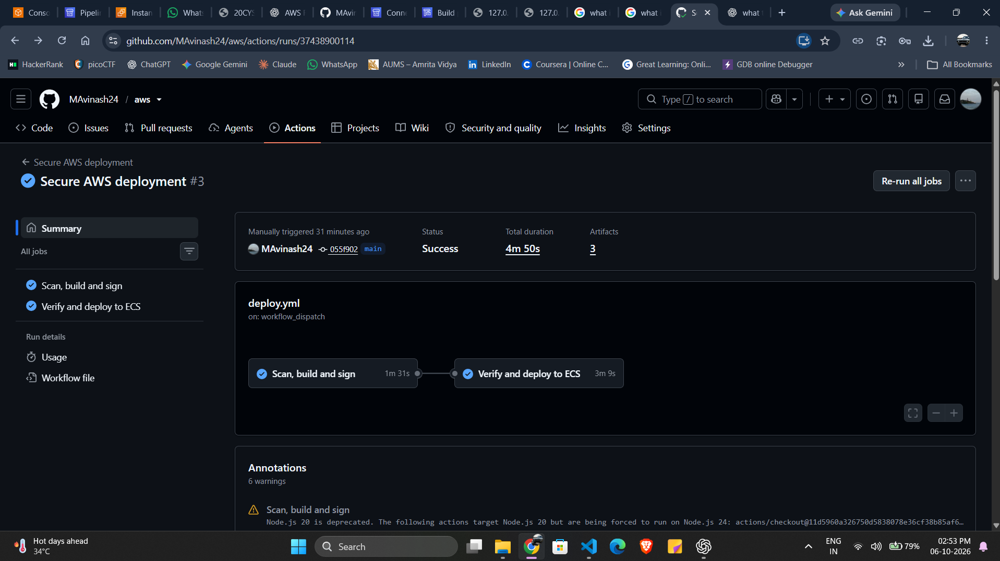 Consc
Pipelin
Instan
Whats
20CYS
AWS
MAvin
Conne
Build
127.0.
127.0.
what i
what i
S
what
Ask Gemini
github.com/MAvinash24/aws/actions/runs/37438900114
HackerRank
picoCTF
ChatGPT
Google Gemini
Claude
WhatsApp
AUMS – Amrita Vidya
LinkedIn
Coursera | Online C...
Great Learning: Onli...
GDB online Debugger
All Bookmarks
MAvinash24 / aws
Type / to search
Code
Issues
Pull requests
Agents
Actions
Projects
Wiki
Security and quality
Insights
Settings
Secure AWS deployment
Secure AWS deployment #3
Re-run all jobs
Summary
All jobs
Scan, build and sign
Verify and deploy to ECS
Run details
Usage
Workflow file
Manually triggered 31 minutes ago
MAvinash24 055f902 main
Status
Success
Total duration
4m 50s
Artifacts
3
deploy.yml
on: workflow_dispatch
Scan, build and sign 1m 31s
Verify and deploy to ECS 3m 9s
Annotations
6 warnings
Scan, build and sign
Node.js 20 is deprecated. The following actions target Node.js 20 but are being forced to run on Node.js 24: actions/checkout@11d5960a326750d5838078e36cf38b85af6…
Hot days ahead
34°C
Search
ENG
IN
79%
02:53 PM
06-10-2026